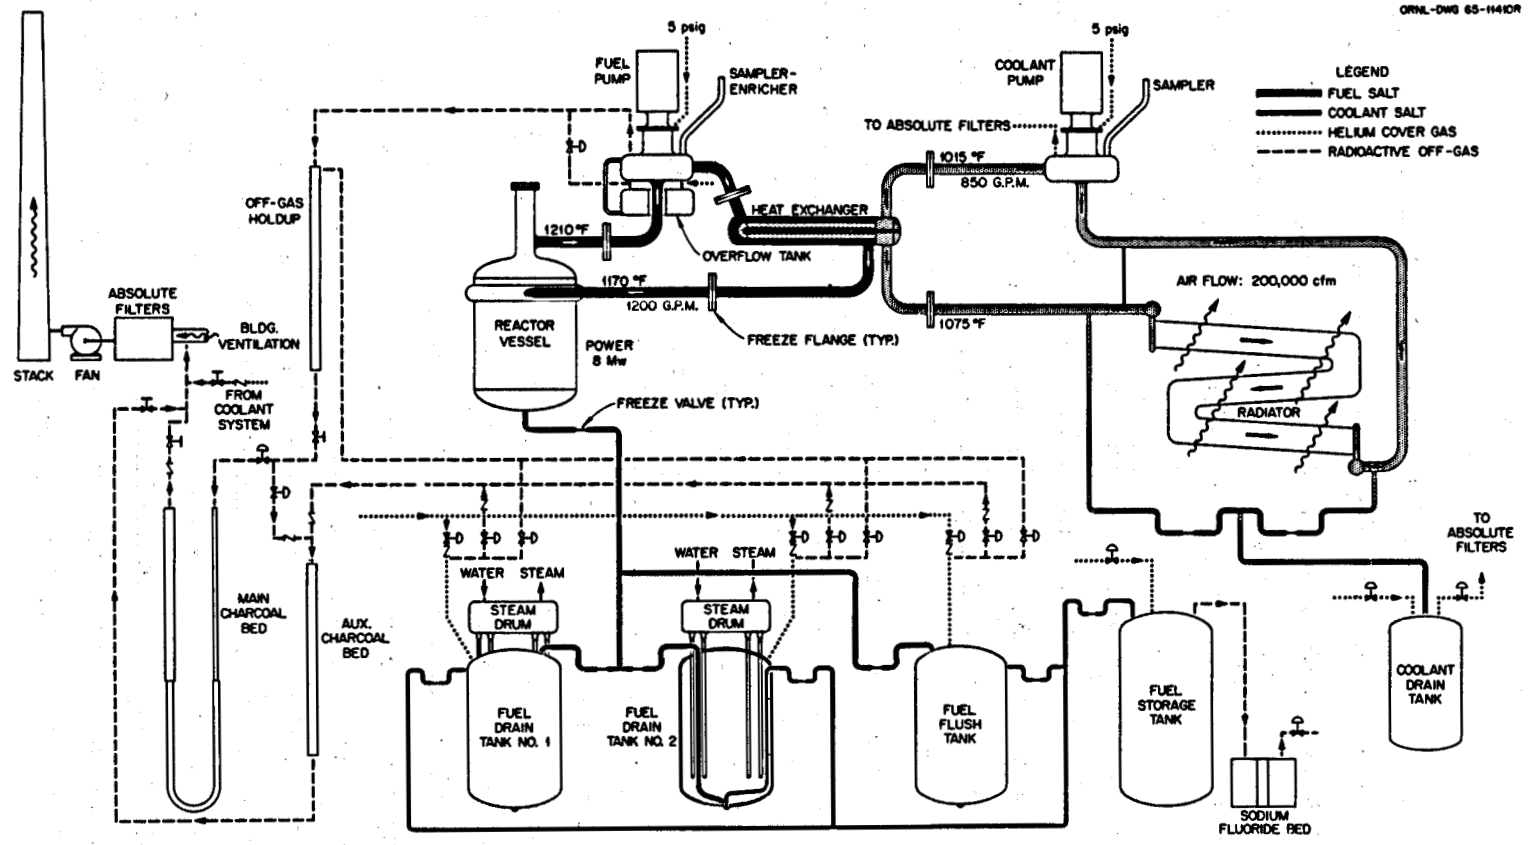 ORNL-DWG 65-11410R
5 psig
5 psig
FUEL
PUMP
SAMPLER-
ENRICHER
COOLANT
PUMP
SAMPLER
LEGEND
FUEL SALT
COOLANT SALT
HELIUM COVER GAS
RADIOACTIVE OFF-GAS
TO ABSOLUTE FILTERS
1015 °F
850 G.P.M.
OFF-GAS
HOLDUP
HEAT EXCHANGER
1210 °F
OVERFLOW TANK
1170 °F
1200 G.P.M.
AIR FLOW: 200,000 cfm
ABSOLUTE
FILTERS
BLDG.
VENTILATION
REACTOR
VESSEL
POWER
8 Mw
FREEZE FLANGE (TYP.)
1075 °F
STACK
FAN
FROM
COOLANT
SYSTEM
FREEZE VALVE (TYP.)
RADIATOR
TO
ABSOLUTE
FILTERS
WATER
STEAM
WATER
STEAM
STEAM
DRUM
STEAM
DRUM
MAIN
CHARCOAL
BED
AUX.
CHARCOAL
BED
FUEL
DRAIN
TANK NO. 1
FUEL
DRAIN
TANK NO. 2
FUEL
FLUSH
TANK
FUEL
STORAGE
TANK
COOLANT
DRAIN
TANK
SODIUM
FLUORIDE BED